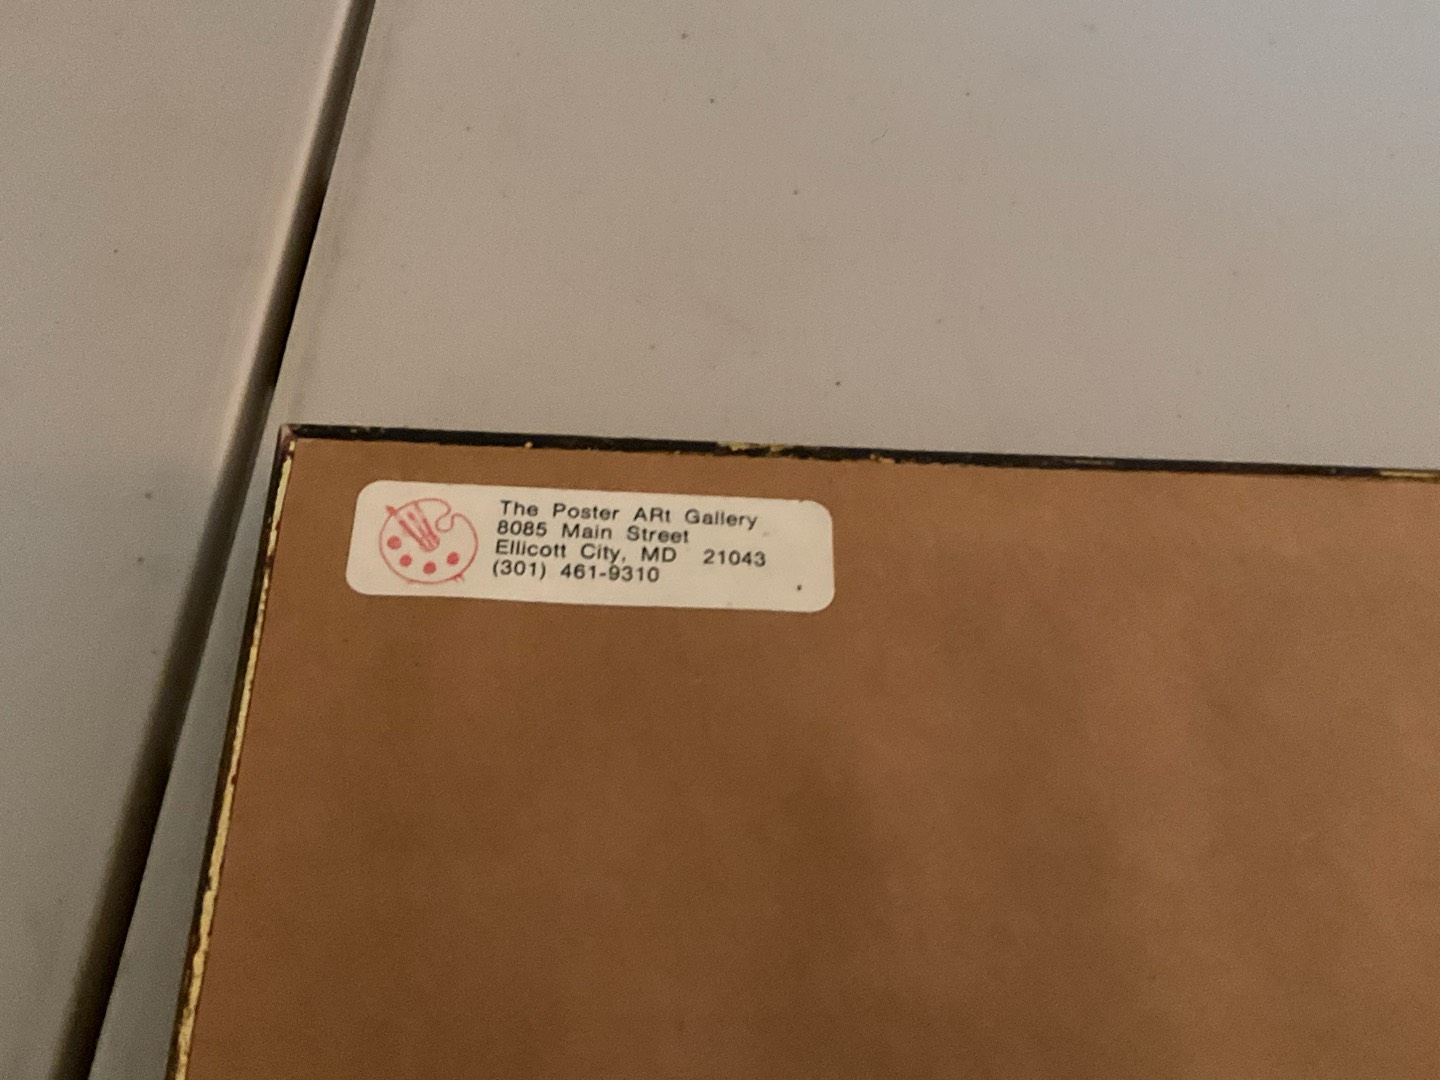 The Poster ARt Gallery
8085 Main Street
Ellicott City, MD 21043
(301) 461-9310